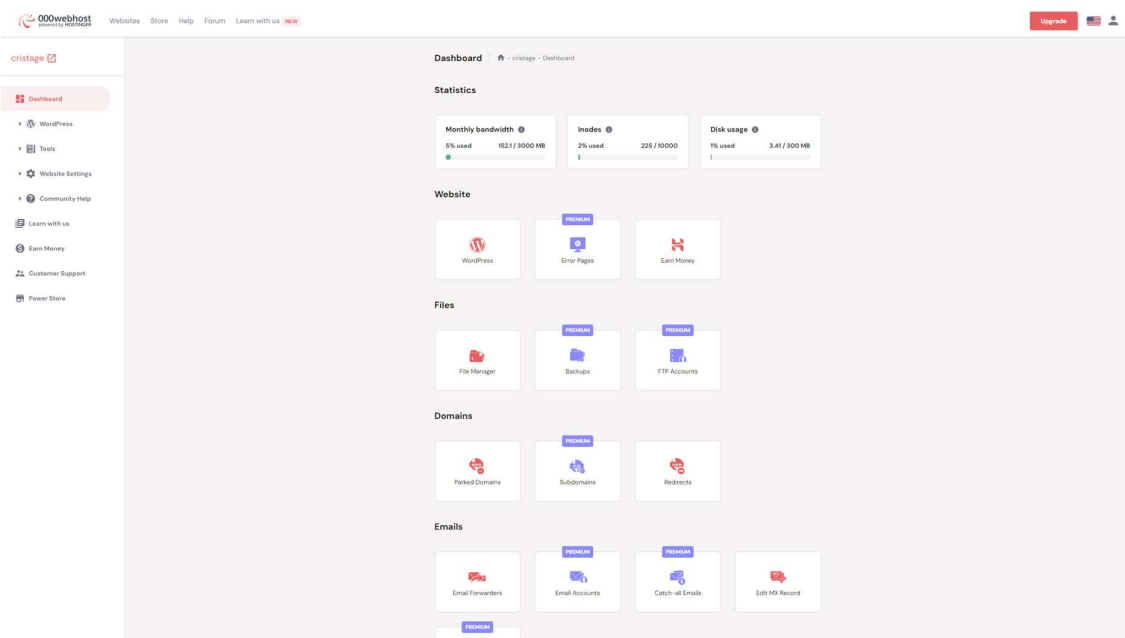 000webhost
powered by HOSTINGER
Websites Store Help Forum Learn with us NEW
Upgrade
cristage
Dashboard
WordPress
Tools
Website Settings
Community Help
Learn with us
Earn Money
Customer Support
Power Store
Dashboard - cristage - Dashboard
Statistics
Monthly bandwidth
5% used 152.1 / 3000 MB
Inodes
2% used 225 / 10000
Disk usage
1% used 3.41 / 300 MB
Website
WordPress
PREMIUM
Error Pages
Earn Money
Files
File Manager
PREMIUM
Backups
PREMIUM
FTP Accounts
Domains
Parked Domains
PREMIUM
Subdomains
Redirects
Emails
Email Forwarders
PREMIUM
Email Accounts
PREMIUM
Catch-all Emails
Edit MX Record
PREMIUM